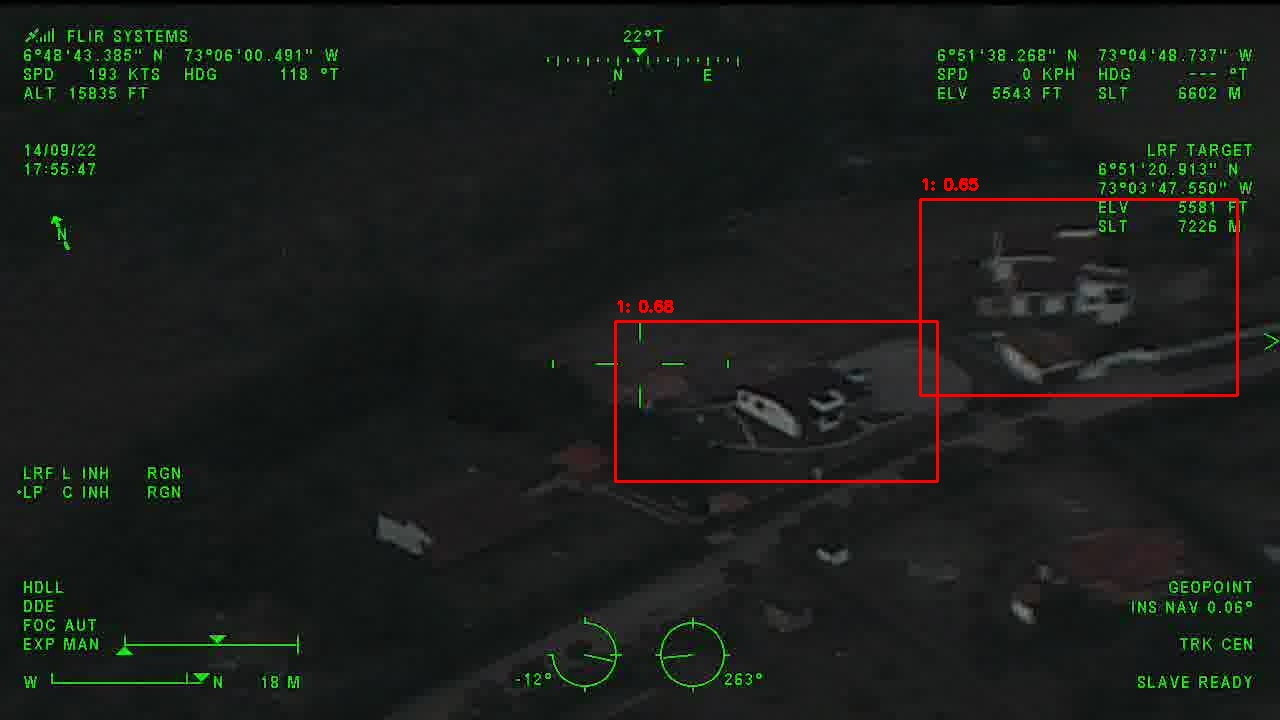 FLIR SYSTEMS
6°48'43.385" N 73°06'00.491" W
SPD 193 KTS HDG 118 °T
ALT 15835 FT
22°T
N E
6°51'38.268" N 73°04'48.737" W
SPD 0 KPH HDG --- °T
ELV 5543 FT SLT 6602 M
14/09/22
17:55:47
N
LRF TARGET
6°51'20.913" N
73°03'47.550" W
ELV 5581 FT
SLT 7226 M
1: 0.65
1: 0.68
LRF L INH RGN
LP C INH RGN
HDLL
DDE
FOC AUT
EXP MAN
W N 18 M
-12° 263°
GEOPOINT
INS NAV 0.06°
TRK CEN
SLAVE READY